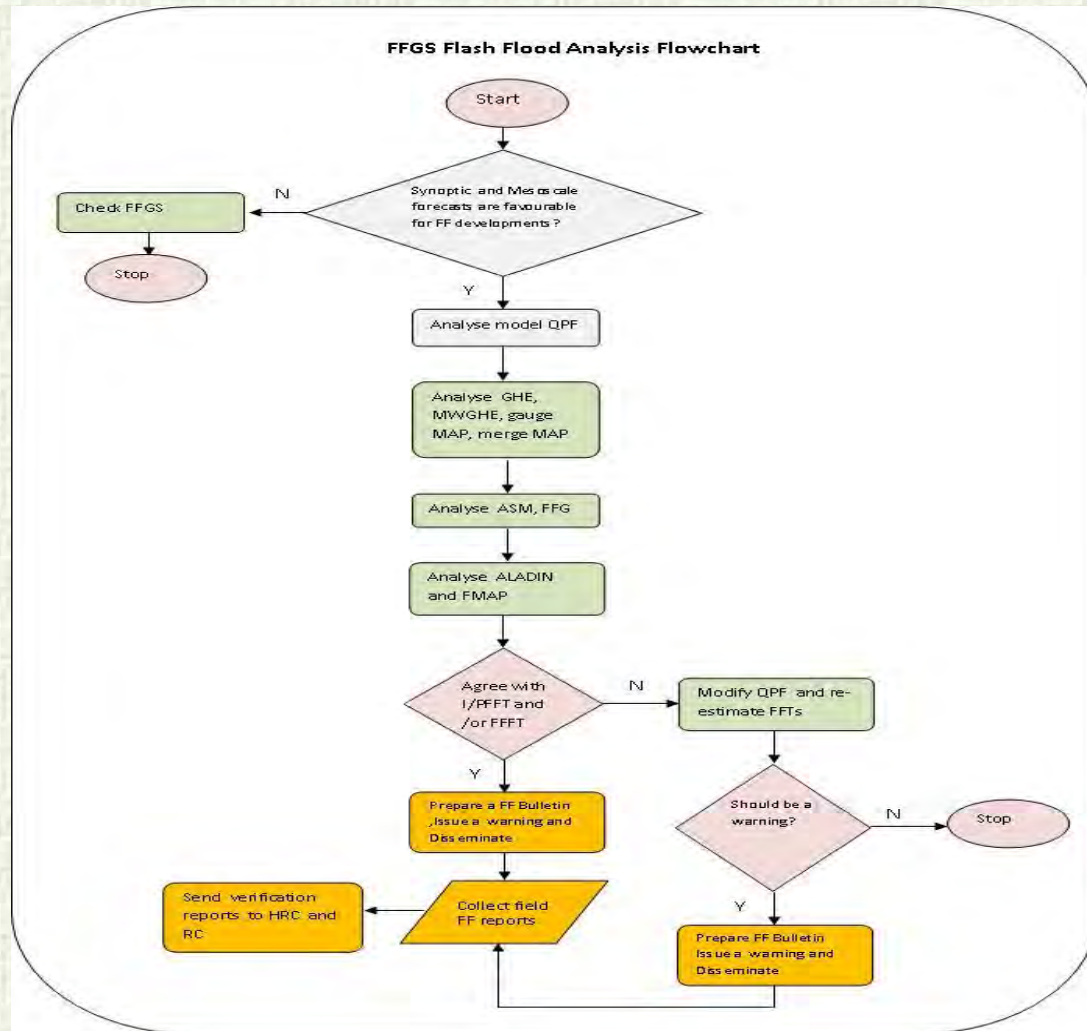 FFGS Flash Flood Analysis Flowchart
Start
Synoptic and Mesoscale
forecasts are favourable
for FF developments?
N
Check FFGS
Stop
Y
Analyse model QPF
Analyse GHE,
MWGHE, gauge
MAP, merge MAP
Analyse ASM, FFG
Analyse ALADIN
and FMAP
Agree with
I/PFFT and
/or FFFT
N
Modify QPF and re-
estimate FFTs
Y
Should be a
warning?
N
Stop
Prepare a FF Bulletin
,Issue a warning and
Disseminate
Collect field
FF reports
Send verification
reports to HRC and
RC
Y
Prepare FF Bulletin
Issue a warning and
Disseminate